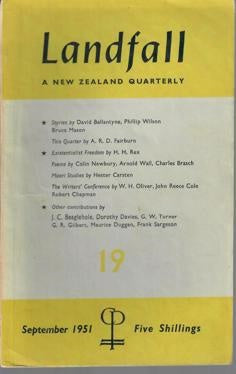 Landfall
A NEW ZEALAND QUARTERLY
★ Stories by David Ballantyne, Phillip Wilson
Bruce Mason
This Quarter by A. R. D. Fairburn
★ Existentialist Freedom by H. H. Rex
Poems by Colin Newbury, Arnold Wall, Charles Brasch
Maori Studies by Hester Carsten
The Writers' Conference by W. H. Oliver, John Reece Cole
Robert Chapman
★ Other contributions by
J. C. Beaglehole, Dorothy Davies, G. W. Turner
G. R. Gilbert, Maurice Duggan, Frank Sargeson
19
September 1951 Five Shillings